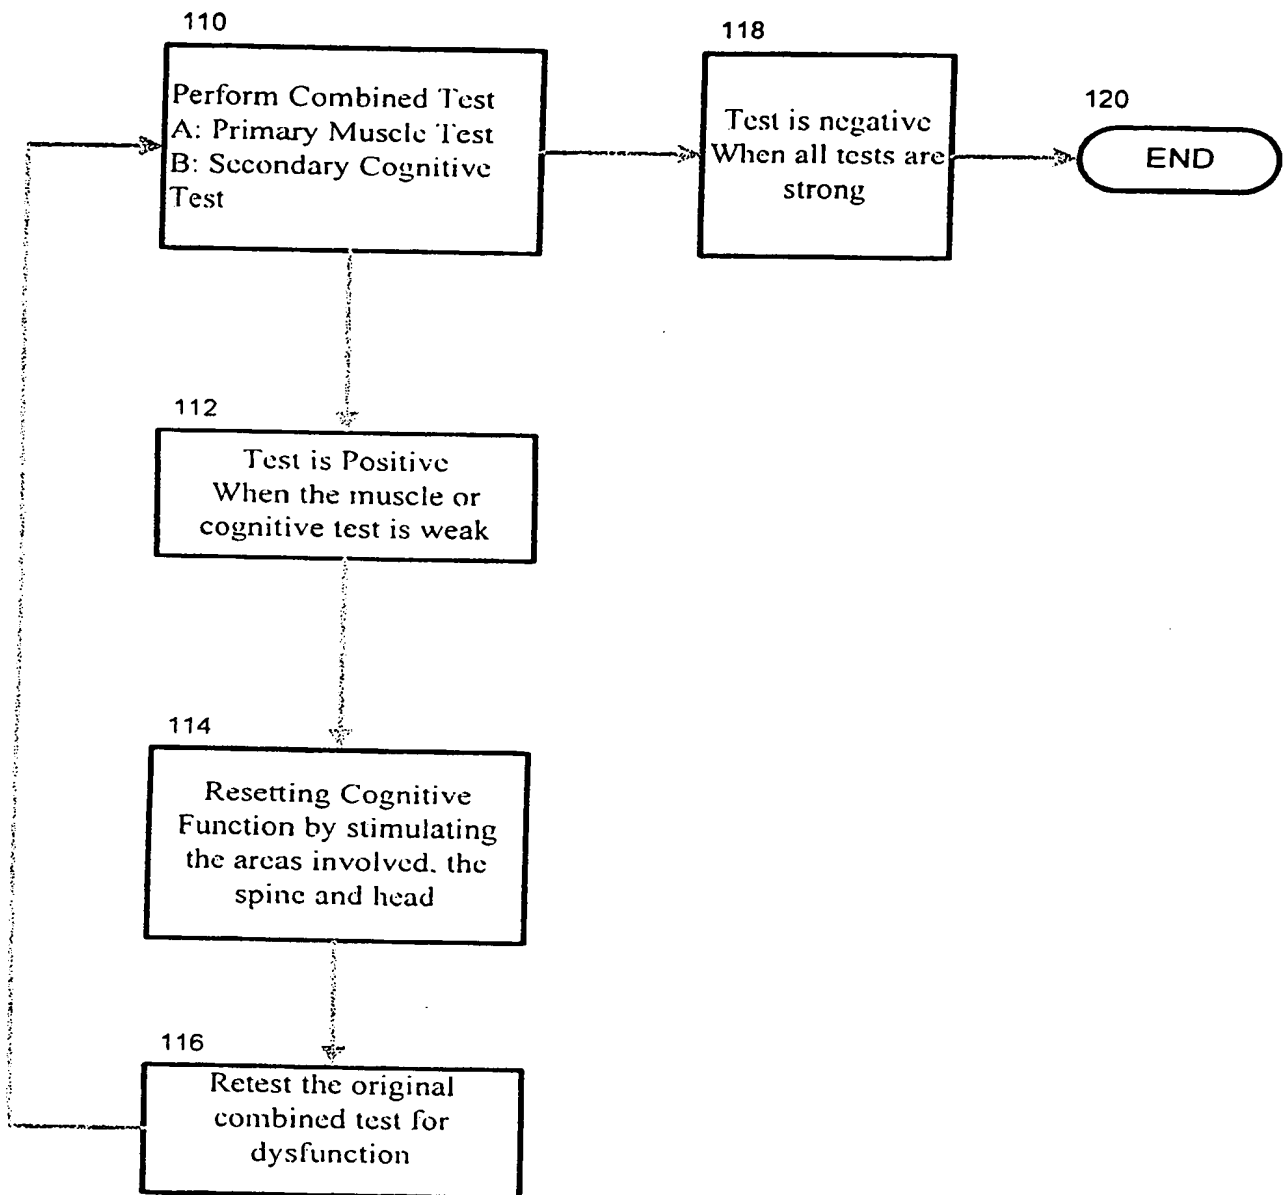 110
Perform Combined Test
A: Primary Muscle Test
B: Secondary Cognitive
Test
118
Test is negative
When all tests are
strong
120
END
112
Test is Positive
When the muscle or
cognitive test is weak
114
Resetting Cognitive
Function by stimulating
the areas involved, the
spine and head
116
Retest the original
combined test for
dysfunction